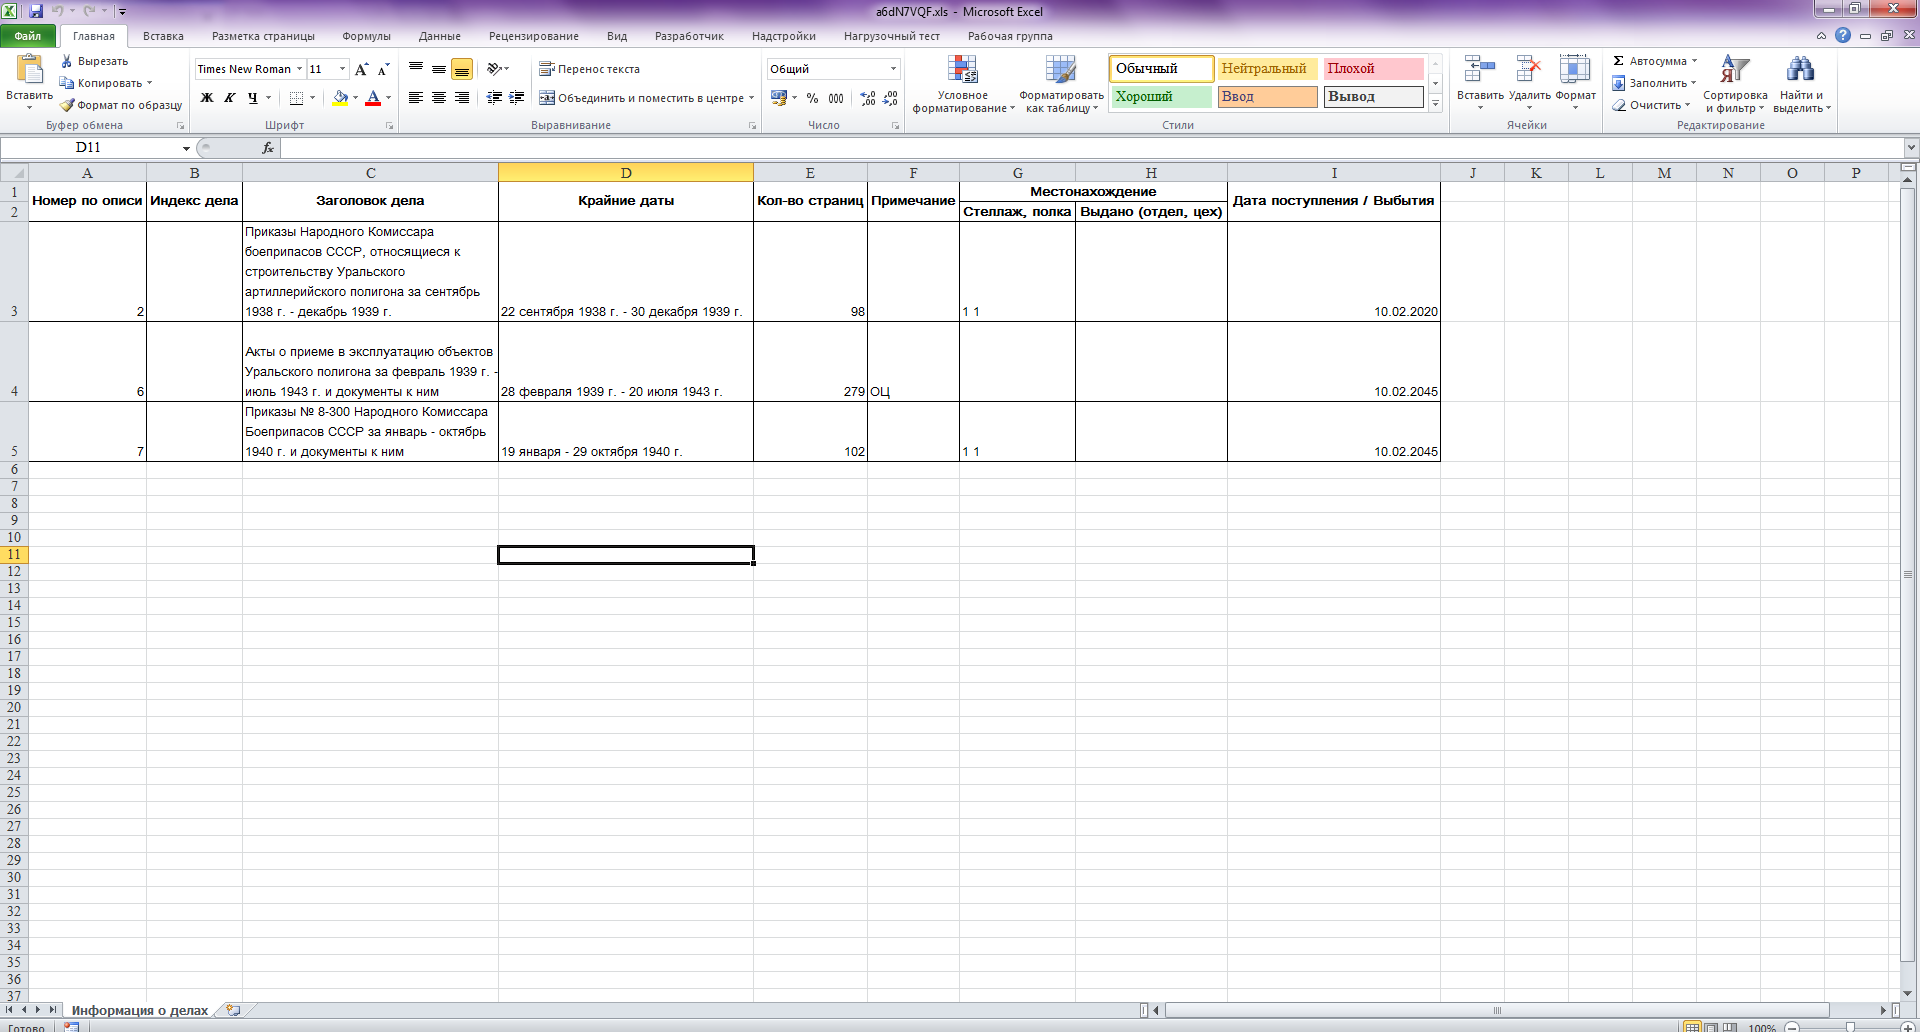 a6dN7VQF.xls - Microsoft Excel
Файл Главная Вставка Разметка страницы Формулы Данные Рецензирование Вид Разработчик Надстройки Нагрузочный тест Рабочая группа
Вставить
Вырезать
Копировать
Формат по образцу
Буфер обмена
Times New Roman 11
Ж К Ч
Шрифт
Перенос текста
Объединить и поместить в центре
Выравнивание
Общий
% 000
Число
Условное форматирование
Форматировать как таблицу
Обычный Нейтральный Плохой
Хороший Ввод Вывод
Стили
Вставить Удалить Формат
Ячейки
Σ Автосумма
Заполнить
Очистить
Сортировка и фильтр
Найти и выделить
Редактирование
D11 fx
A B C D E F G H I J K L M N O P
1 Номер по описи Индекс дела Заголовок дела Крайние даты Кол-во страниц Примечание Местонахождение Дата поступления / Выбытия
2 Стеллаж, полка Выдано (отдел, цех)
Приказы Народного Комиссара
боеприпасов СССР, относящиеся к
строительству Уральского
артиллерийского полигона за сентябрь
3 2 1938 г. - декабрь 1939 г. 22 сентября 1938 г. - 30 декабря 1939 г. 98 1 1 10.02.2020
Акты о приеме в эксплуатацию объектов
Уральского полигона за февраль 1939 г. -
4 6 июль 1943 г. и документы к ним 28 февраля 1939 г. - 20 июля 1943 г. 279 ОЦ 10.02.2045
Приказы № 8-300 Народного Комиссара
Боеприпасов СССР за январь - октябрь
5 7 1940 г. и документы к ним 19 января - 29 октября 1940 г. 102 1 1 10.02.2045
6
7
8
9
10
11
12
13
14
15
16
17
18
19
20
21
22
23
24
25
26
27
28
29
30
31
32
33
34
35
36
37
Информация о делах
Готово 100%